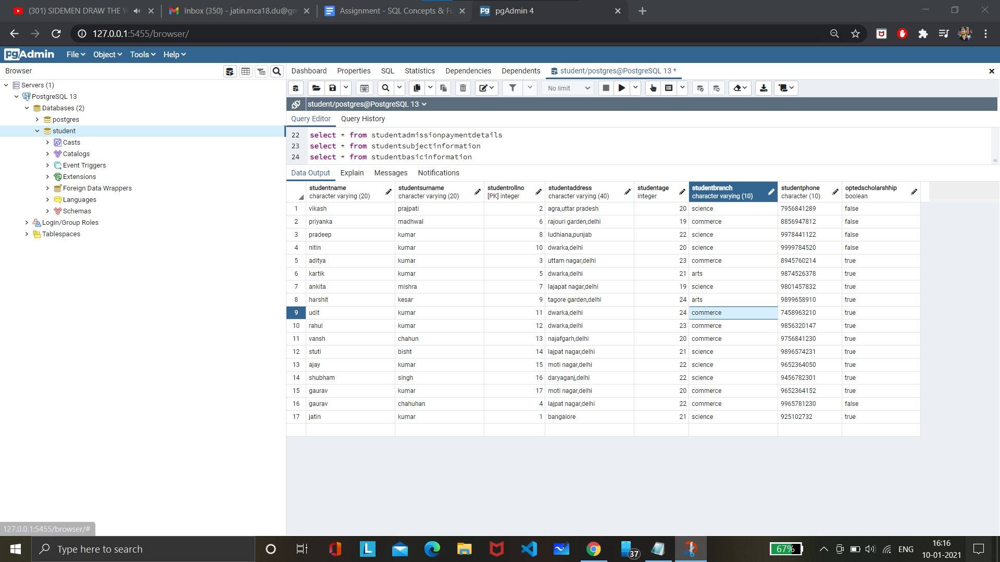 (301) SIDEMEN DRAW THE Y
Inbox (350) - jatin.mca18.du@gm
Assignment - SQL Concepts & Fu
pgAdmin 4
127.0.0.1:5455/browser/
pgAdmin File Object Tools Help
Browser
Dashboard Properties SQL Statistics Dependencies Dependents student/postgres@PostgreSQL 13 *
Servers (1)
PostgreSQL 13
Databases (2)
postgres
student
Casts
Catalogs
Event Triggers
Extensions
Foreign Data Wrappers
Languages
Schemas
Login/Group Roles
Tablespaces
No limit
student/postgres@PostgreSQL 13
Query Editor Query History
22 select * from studentadmissionpaymentdetails
23 select * from studentsubjectinformation
24 select * from studentbasicinformation
Data Output Explain Messages Notifications
studentname studentsurname studentrollno studentaddress studentage studentbranch studentphone optedscholarshhip
character varying (20) character varying (20) [PK] integer character varying (40) integer character varying (10) character (10) boolean
1 vikash prajpati 2 agra,uttar pradesh 20 science 7956841289 false
2 priyanka madhwal 6 rajouri garden,delhi 19 commerce 8856947812 false
3 pradeep kumar 8 ludhiana,punjab 22 science 9978441122 false
4 nitin kumar 10 dwarka,delhi 20 science 9999784520 false
5 aditya kumar 3 uttam nagar,delhi 23 commerce 8945760214 true
6 kartik kumar 5 dwarka,delhi 21 arts 9874526378 true
7 ankita mishra 7 lajapat nagar,delhi 19 science 9801457832 true
8 harshit kesar 9 tagore garden,delhi 24 arts 9899658910 true
9 udit kumar 11 dwarka,delhi 24 commerce 7458963210 true
10 rahul kumar 12 dwarka,delhi 23 commerce 9856320147 true
11 vansh chahun 13 najafgarh,delhi 20 commerce 9756841230 true
12 stuti bisht 14 lajpat nagar,delhi 21 science 9896574231 true
13 ajay kumar 15 moti nagar,delhi 22 science 9652364050 true
14 shubham singh 16 daryaganj,delhi 22 science 9456782301 true
15 gaurav kumar 17 moti nagar,delhi 20 commerce 9652364152 true
16 gaurav chahuhan 4 lajpat nagar,delhi 22 commerce 9965781230 false
17 jatin kumar 1 bangalore 21 science 925102732 true
127.0.0.1:5455/browser/#
Type here to search
L
37
67%
ENG
16:16
10-01-2021